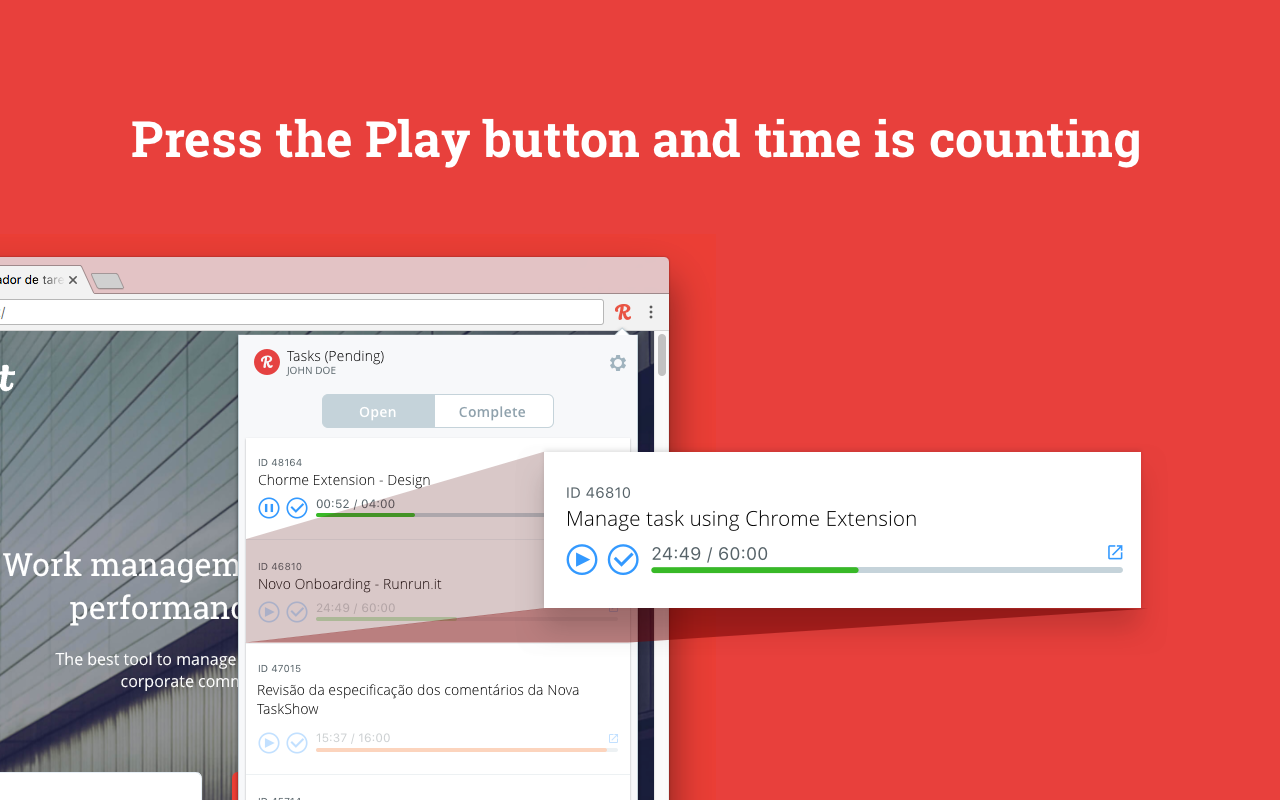 Press the Play button and time is counting
ador de tare
/
R
t
R
Tasks (Pending)
JOHN DOE
Open
Complete
ID 48164
Chorme Extension - Design
00:52 / 04:00
ID 46810
Novo Onboarding - Runrun.it
24:49 / 60:00
ID 46810
Manage task using Chrome Extension
24:49 / 60:00
Work managem
performanc
The best tool to manage
corporate comm
ID 47015
Revisão da especificação dos comentários da Nova
TaskShow
15:37 / 16:00